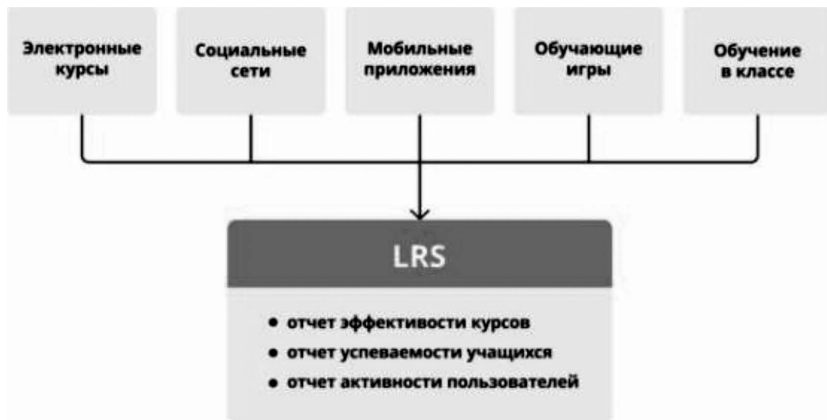 Электронные
курсы
Социальные
сети
Мобильные
приложения
Обучающие
игры
Обучение
в классе
LRS
• отчет эффективости курсов
• отчет успеваемости учащихся
• отчет активности пользователей